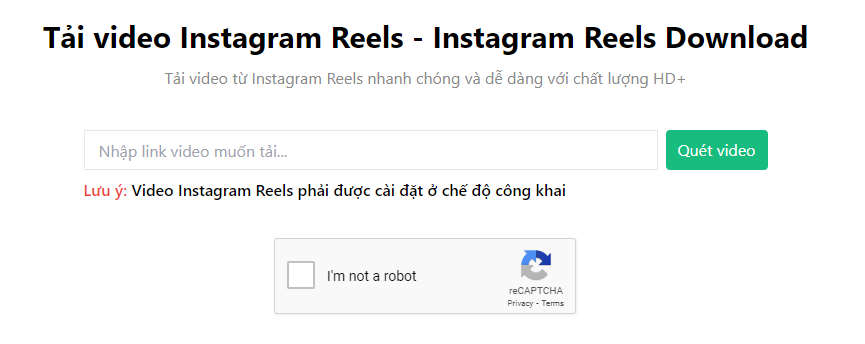 Tải video Instagram Reels - Instagram Reels Download
Tải video từ Instagram Reels nhanh chóng và dễ dàng với chất lượng HD+
Nhập link video muốn tải...
Quét video
Lưu ý: Video Instagram Reels phải được cài đặt ở chế độ công khai
I'm not a robot
reCAPTCHA
Privacy - Terms